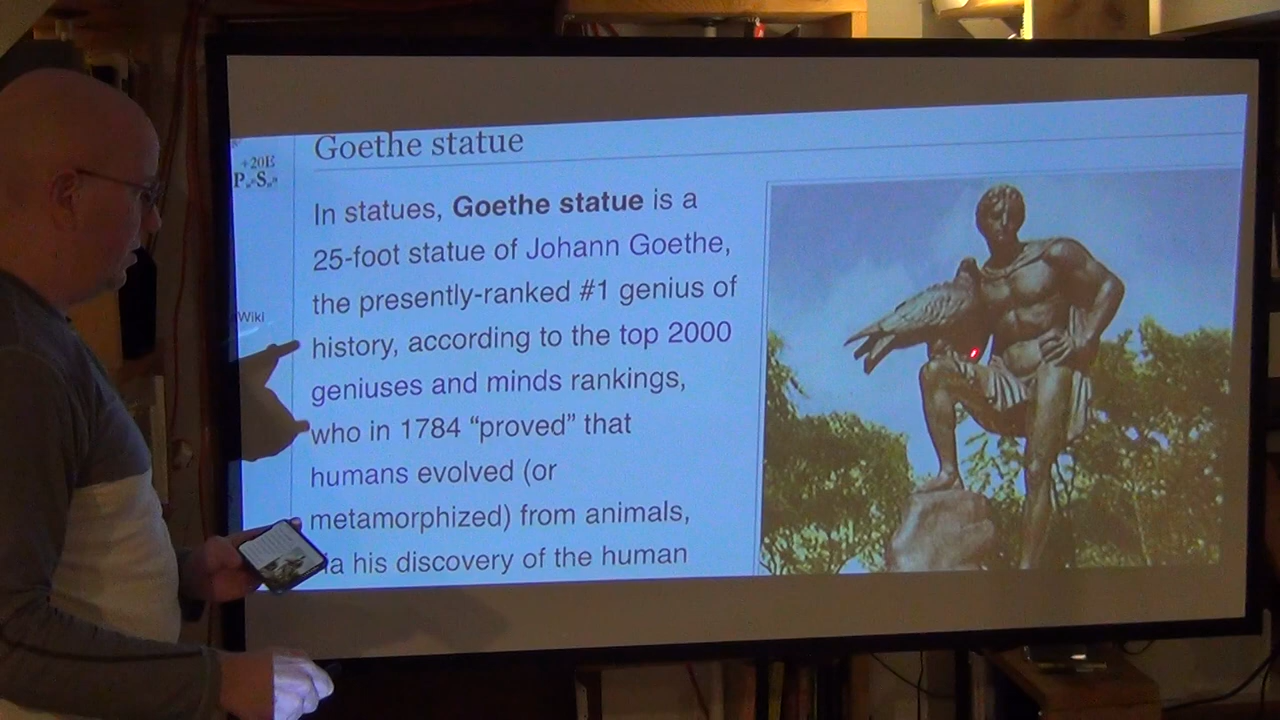 Goethe statue
+20E
In statues, Goethe statue is a
25-foot statue of Johann Goethe,
the presently-ranked #1 genius of
Wiki
history, according to the top 2000
geniuses and minds rankings,
who in 1784 “proved” that
humans evolved (or
metamorphized) from animals,
his discovery of the human